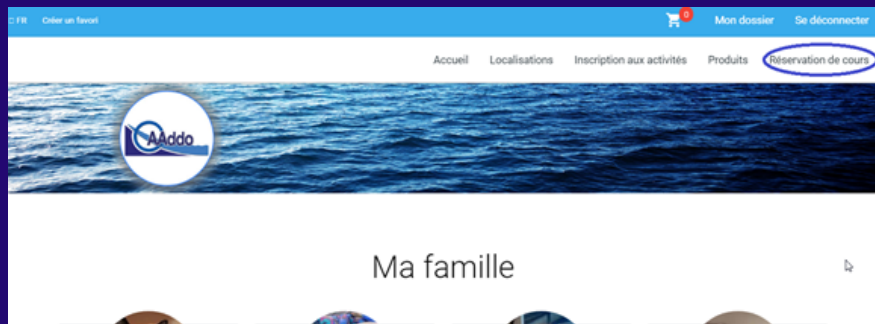 FR Créer un favori 0 Mon dossier Se déconnecter
Accueil Localisations Inscription aux activités Produits Réservation de cours
CAAddo
Ma famille